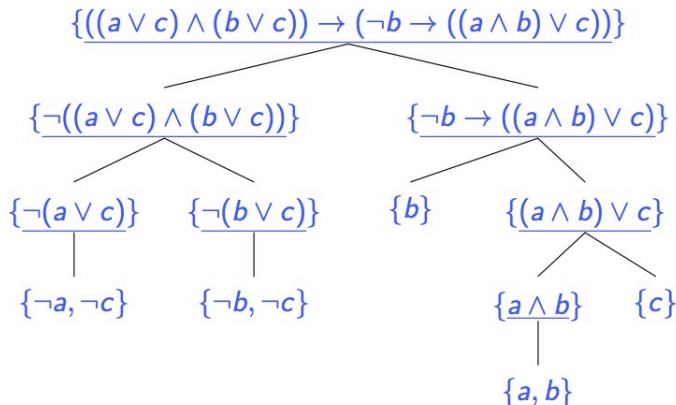 {((a ∨ c) ∧ (b ∨ c)) → (¬b → ((a ∧ b) ∨ c))}
{¬((a ∨ c) ∧ (b ∨ c))} {¬b → ((a ∧ b) ∨ c)}
{¬(a ∨ c)} {¬(b ∨ c)} {b} {(a ∧ b) ∨ c}
{¬a, ¬c} {¬b, ¬c} {a ∧ b} {c}
{a, b}